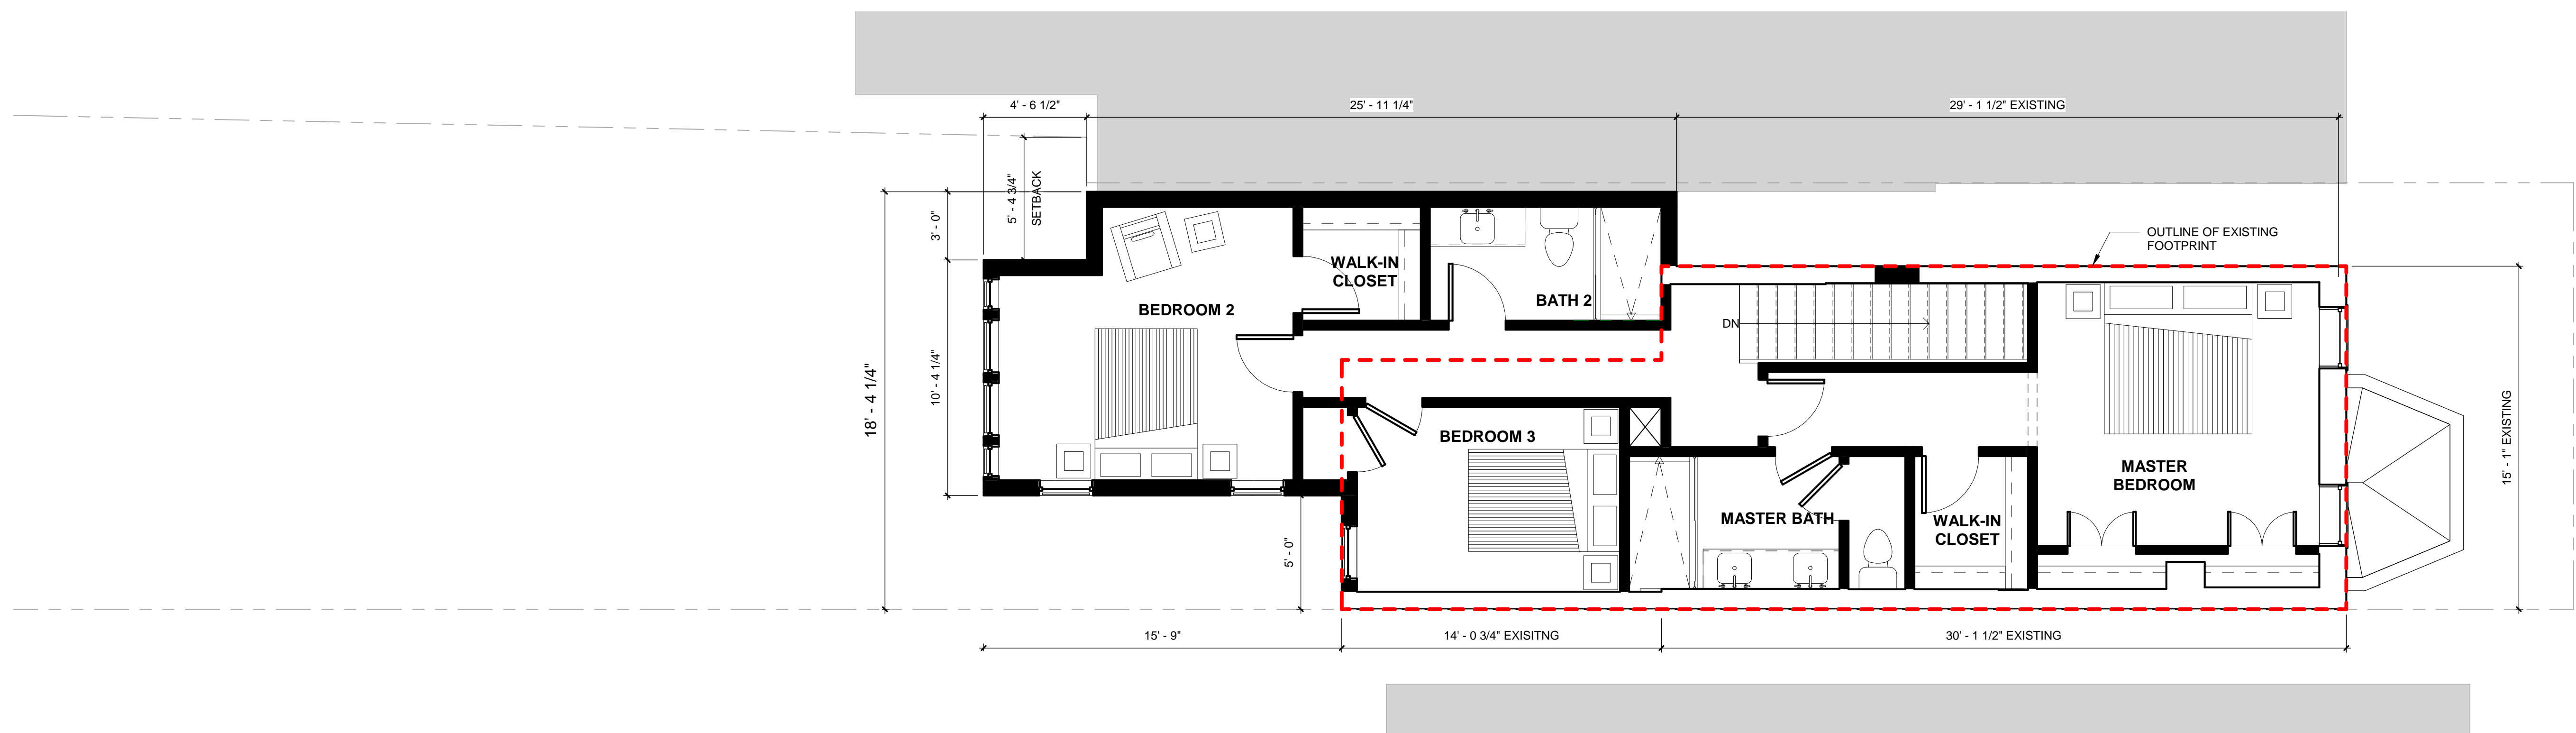 4' - 6 1/2"
25' - 11 1/4"
29' - 1 1/2" EXISTING
5' - 4 3/4"
SETBACK
3' - 0"
10' - 4 1/4"
18' - 4 1/4"
OUTLINE OF EXISTING
FOOTPRINT
WALK-IN
CLOSET
BEDROOM 2
BATH 2
DN
BEDROOM 3
MASTER
BEDROOM
MASTER BATH
WALK-IN
CLOSET
15' - 1" EXISTING
5' - 0"
15' - 9"
14' - 0 3/4" EXISITNG
30' - 1 1/2" EXISTING